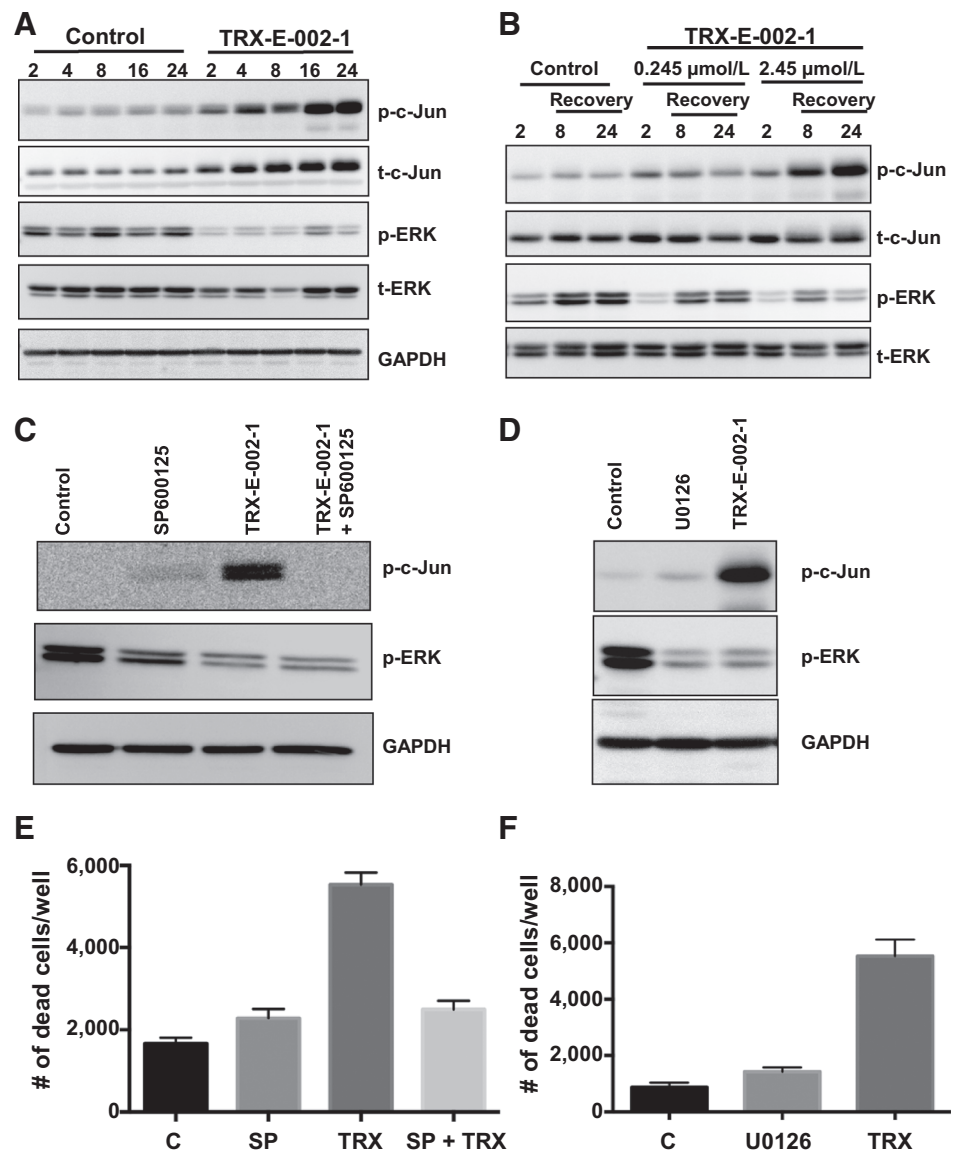 A
Control
TRX-E-002-1
2 4 8 16 24 2 4 8 16 24
p-c-Jun
t-c-Jun
p-ERK
t-ERK
GAPDH
B
TRX-E-002-1
Control
0.245 μmol/L
2.45 μmol/L
Recovery
Recovery
Recovery
2 8 24 2 8 24 2 8 24
p-c-Jun
t-c-Jun
p-ERK
t-ERK
C
Control
SP600125
TRX-E-002-1
TRX-E-002-1
+ SP600125
p-c-Jun
p-ERK
GAPDH
D
Control
U0126
TRX-E-002-1
p-c-Jun
p-ERK
GAPDH
E
# of dead cells/well
6,000
4,000
2,000
0
C SP TRX SP + TRX
F
# of dead cells/well
8,000
6,000
4,000
2,000
0
C U0126 TRX